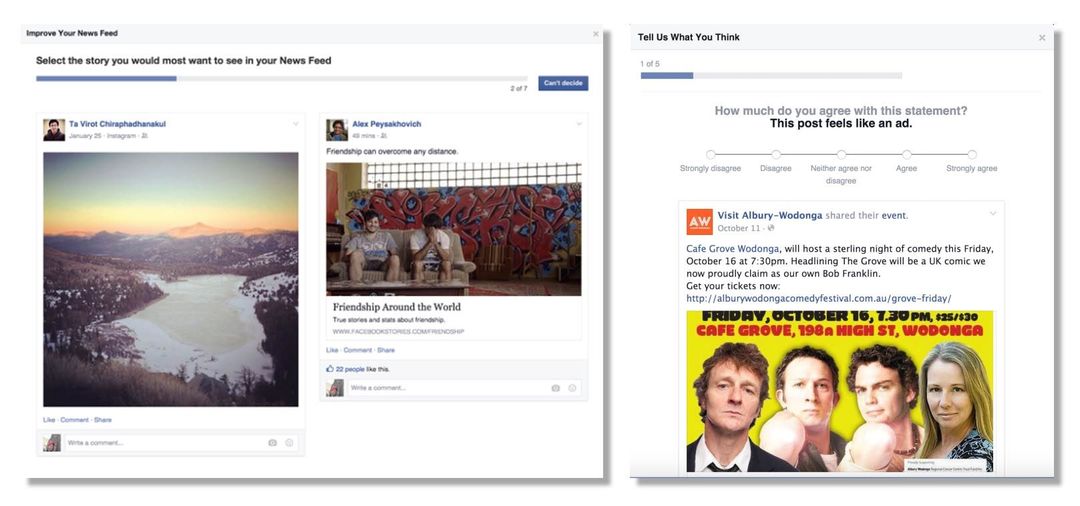 Improve Your News Feed
Select the story you would most want to see in your News Feed
2 of 7
Can't decide
Ta Virot Chiraphadhanakul
January 25 · Instagram ·
Like · Comment · Share
Write a comment...
Alex Peysakhovich
49 mins ·
Friendship can overcome any distance.
Friendship Around the World
True stories and stats about friendship.
WWW.FACEBOOKSTORIES.COM/FRIENDSHIP
Like · Comment · Share
22 people like this.
Write a comment...
Tell Us What You Think
1 of 5
How much do you agree with this statement?
This post feels like an ad.
Strongly disagree
Disagree
Neither agree nor
disagree
Agree
Strongly agree
AW
Visit Albury-Wodonga shared their event.
October 11 ·
Cafe Grove Wodonga, will host a sterling night of comedy this Friday,
October 16 at 7:30pm. Headlining The Grove will be a UK comic we
now proudly claim as our own Bob Franklin.
Get your tickets now:
http://alburywodongacomedyfestival.com.au/grove-friday/
FRIDAY, OCTOBER 16, 7.30 PM, $25/$30
CAFE GROVE, 198a HIGH ST, WODONGA